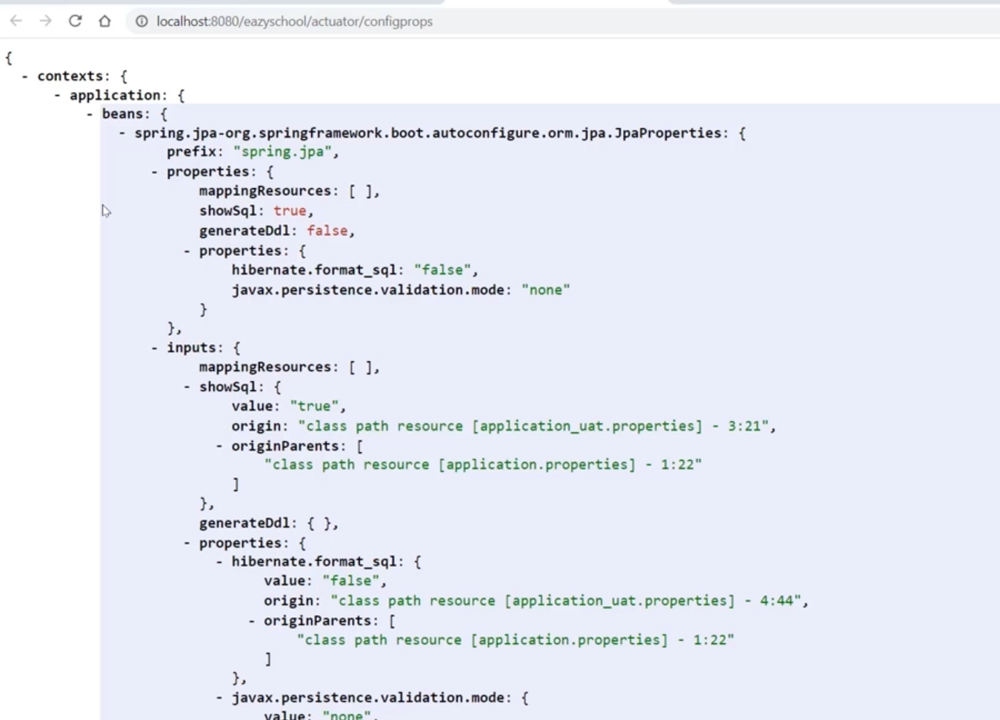 localhost:8080/eazyschool/actuator/configprops
{
- contexts: {
- application: {
- beans: {
- spring.jpa-org.springframework.boot.autoconfigure.orm.jpa.JpaProperties: {
prefix: "spring.jpa",
- properties: {
mappingResources: [ ],
showSql: true,
generateDdl: false,
- properties: {
hibernate.format_sql: "false",
javax.persistence.validation.mode: "none"
}
},
- inputs: {
mappingResources: [ ],
- showSql: {
value: "true",
origin: "class path resource [application_uat.properties] - 3:21",
- originParents: [
"class path resource [application.properties] - 1:22"
]
},
generateDdl: { },
- properties: {
- hibernate.format_sql: {
value: "false",
origin: "class path resource [application_uat.properties] - 4:44",
- originParents: [
"class path resource [application.properties] - 1:22"
]
},
- javax.persistence.validation.mode: {
value: "none",